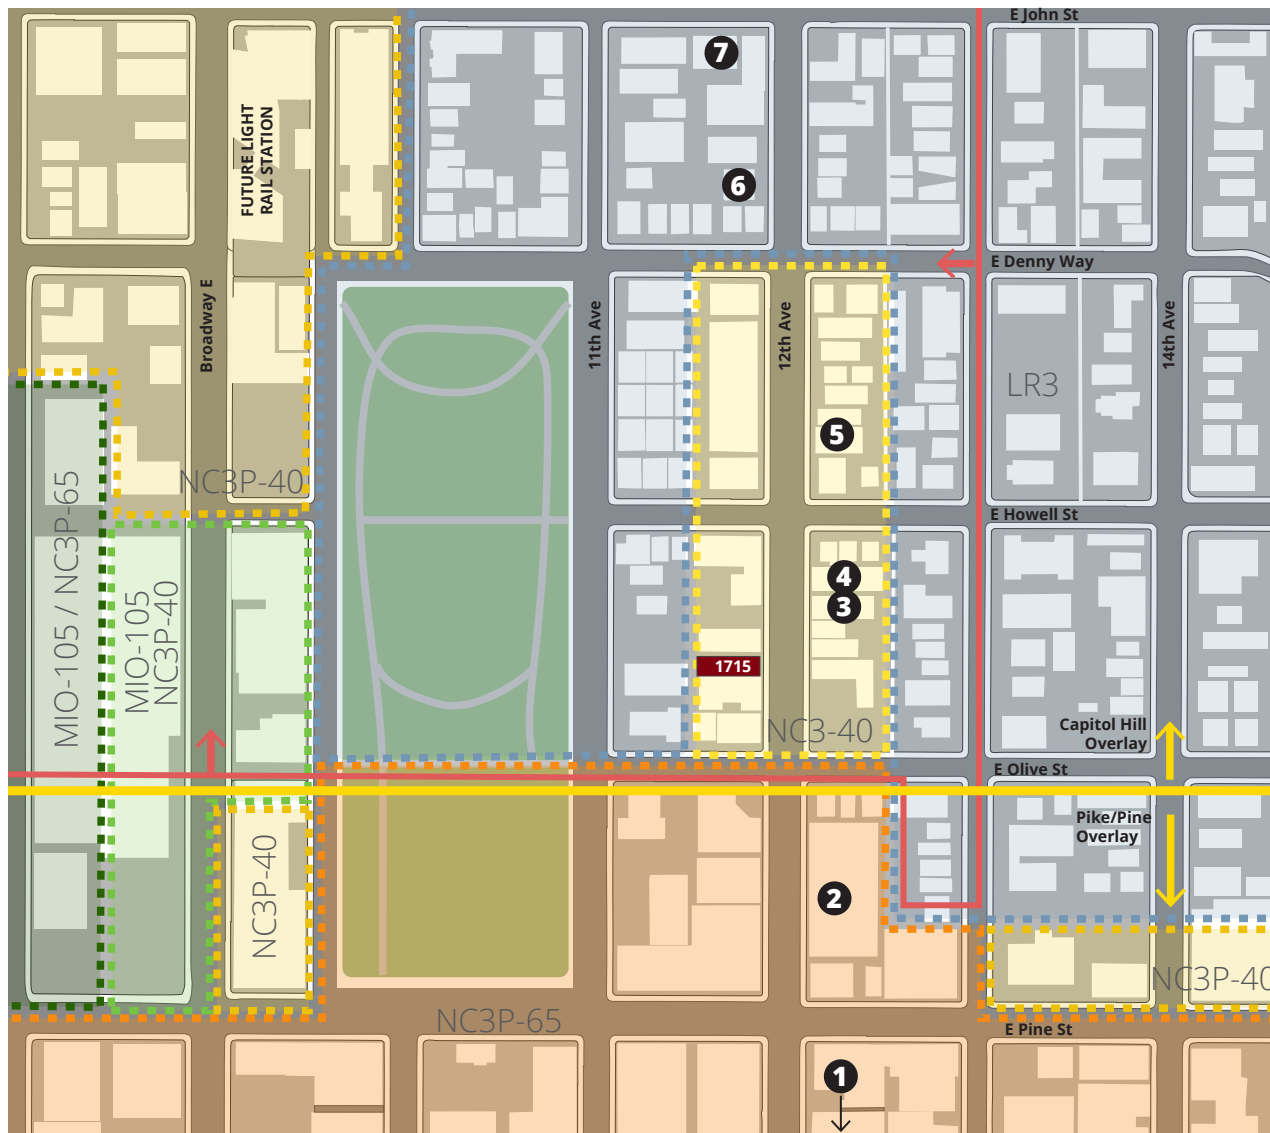 E John St
7
FUTURE LIGHT
RAIL STATION
6
E Denny Way
Broadway E
11th Ave
12th Ave
14th Ave
LR3
5
NC3P-40
E Howell St
MIO-105 / NC3P-65
MIO-105
NC3P-40
4
3
1715
NC3-40
Capitol Hill
Overlay
E Olive St
Pike/Pine
Overlay
NC3P-40
2
NC3P-40
NC3P-65
E Pine St
1